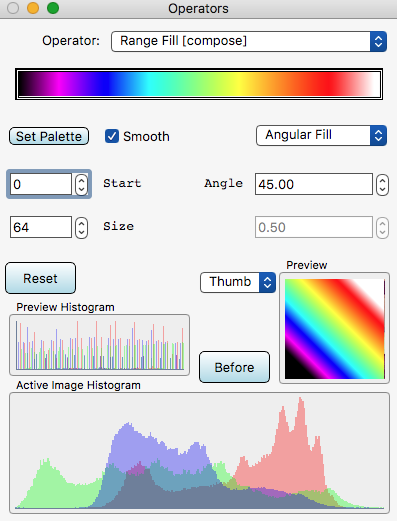 Operators
Operator: Range Fill [compose]
Set Palette Smooth Angular Fill
0 Start Angle 45.00
64 Size 0.50
Reset Thumb Preview
Preview Histogram
Before
Active Image Histogram